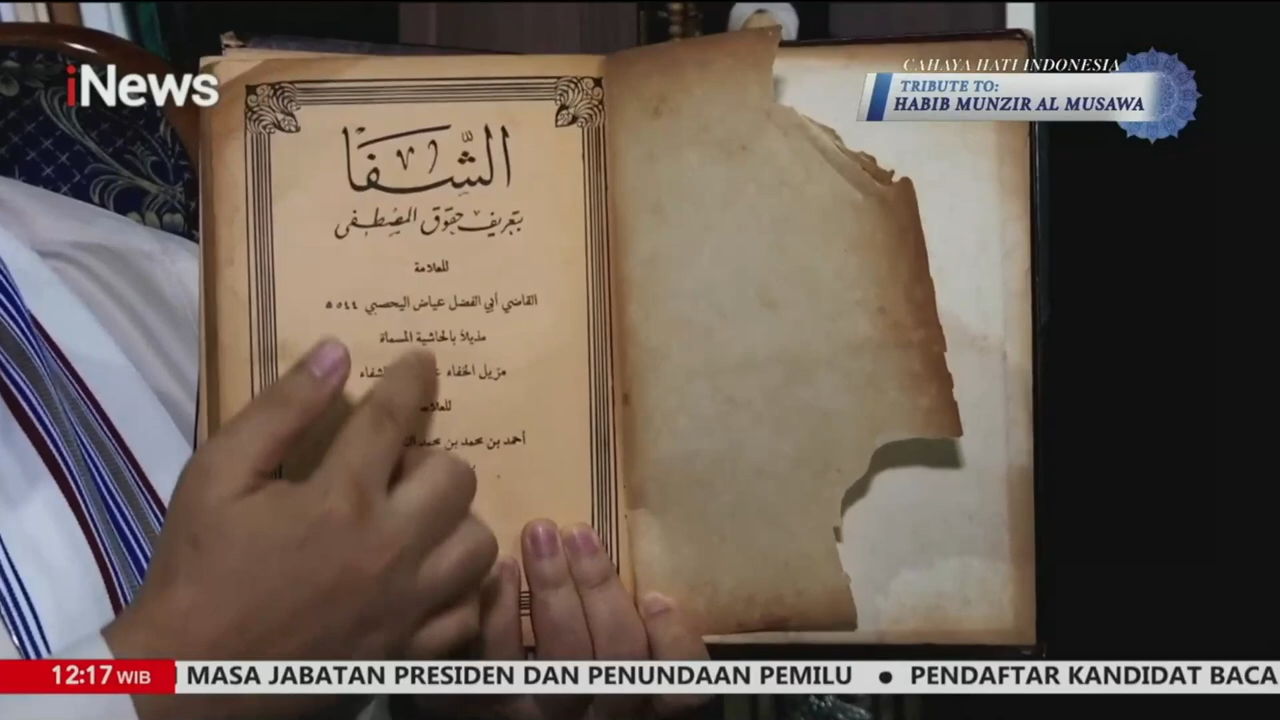 iNews
CAHAYA HATI INDONESIA
TRIBUTE TO:
HABIB MUNZIR AL MUSAWA
الشِّفَا
بتعريف حقوق المصطفى
للعلامة
القاضي أبي الفضل عياض اليحصبي ٥٤٤ ه
مذيلاً بالحاشية المسماة
مزيل الخفاء
للعلامة
أحمد بن محمد بن محمد
12:17 WIB
MASA JABATAN PRESIDEN DAN PENUNDAAN PEMILU ● PENDAFTAR KANDIDAT BACA